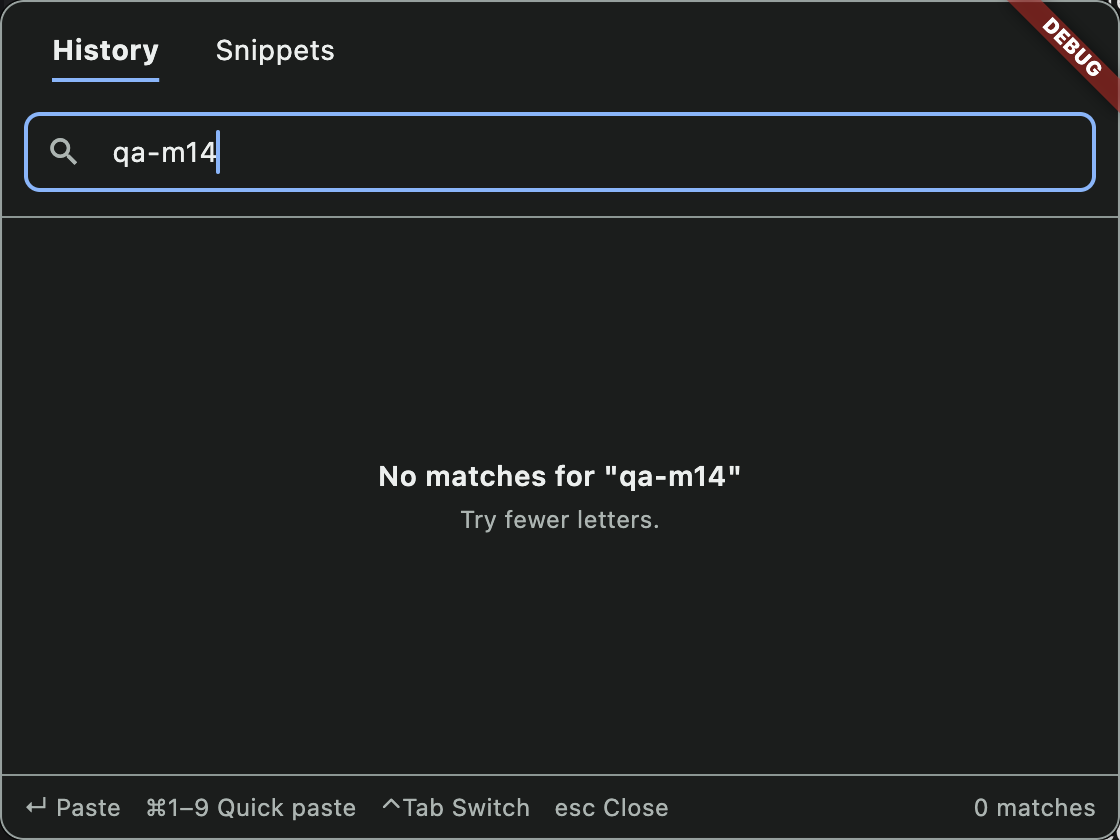 History Snippets
DEBUG
qa-m14
No matches for "qa-m14"
Try fewer letters.
↵ Paste ⌘1–9 Quick paste ^Tab Switch esc Close 0 matches